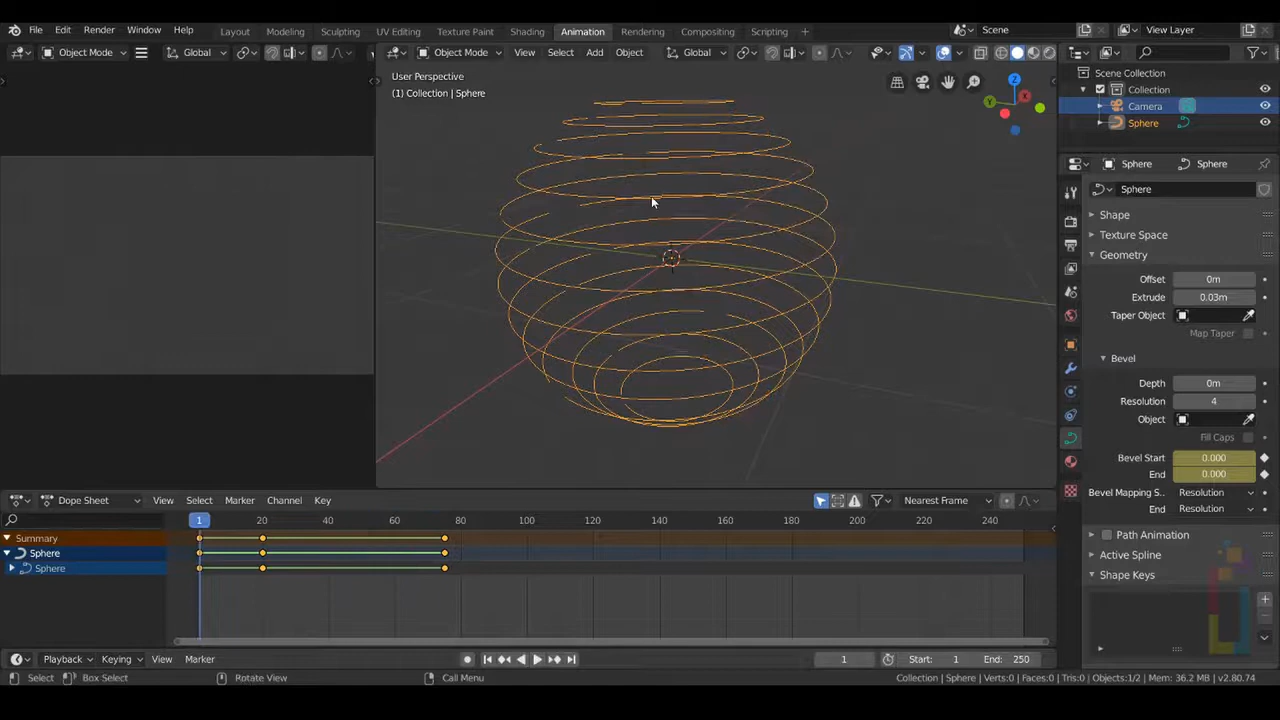 File Edit Render Window Help Layout Modeling Sculpting UV Editing Texture Paint Shading Animation Rendering Compositing Scripting + Scene View Layer
Object Mode Global Object Mode View Select Add Object Global
User Perspective
(1) Collection | Sphere
Z
Y
X
Scene Collection
Collection
Camera
Sphere
Sphere Sphere
Sphere
Shape
Texture Space
Geometry
Offset 0m
Extrude 0.03m
Taper Object
Map Taper
Bevel
Depth 0m
Resolution 4
Object
Fill Caps
Bevel Start 0.000
End 0.000
Bevel Mapping S.. Resolution
End Resolution
Path Animation
Active Spline
Shape Keys
Dope Sheet View Select Marker Channel Key Nearest Frame
1 20 40 60 80 100 120 140 160 180 200 220 240
Summary
Sphere
Sphere
Playback Keying View Marker 1 Start: 1 End: 250
Select Box Select Rotate View Call Menu Collection | Sphere | Verts:0 | Faces:0 | Tris:0 | Objects:1/2 | Mem: 36.2 MB | v2.80.74